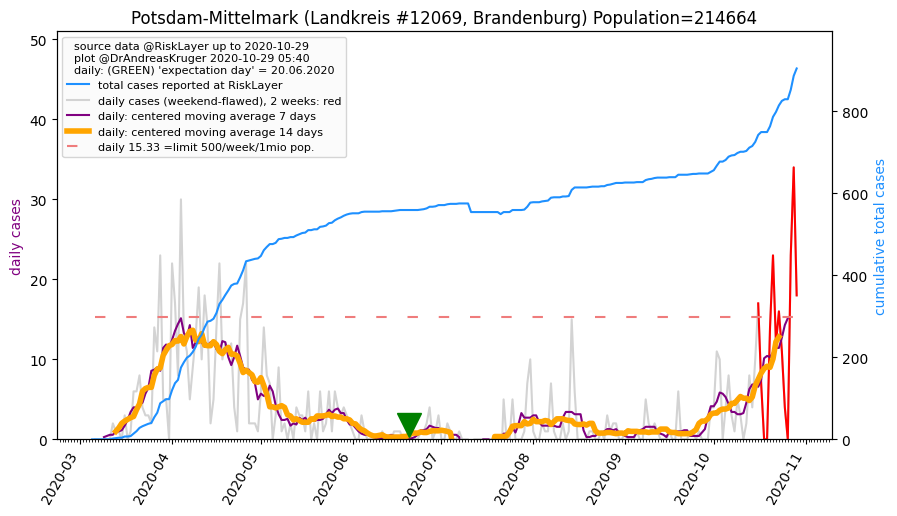 Potsdam-Mittelmark (Landkreis #12069, Brandenburg) Population=214664
source data @RiskLayer up to 2020-10-29
plot @DrAndreasKruger 2020-10-29 05:40
daily: (GREEN) 'expectation day' = 20.06.2020
total cases reported at RiskLayer
daily cases (weekend-flawed), 2 weeks: red
daily: centered moving average 7 days
daily: centered moving average 14 days
daily 15.33 =limit 500/week/1mio pop.
daily cases
50
40
30
20
10
0
cumulative total cases
800
600
400
200
0
2020-03
2020-04
2020-05
2020-06
2020-07
2020-08
2020-09
2020-10
2020-11